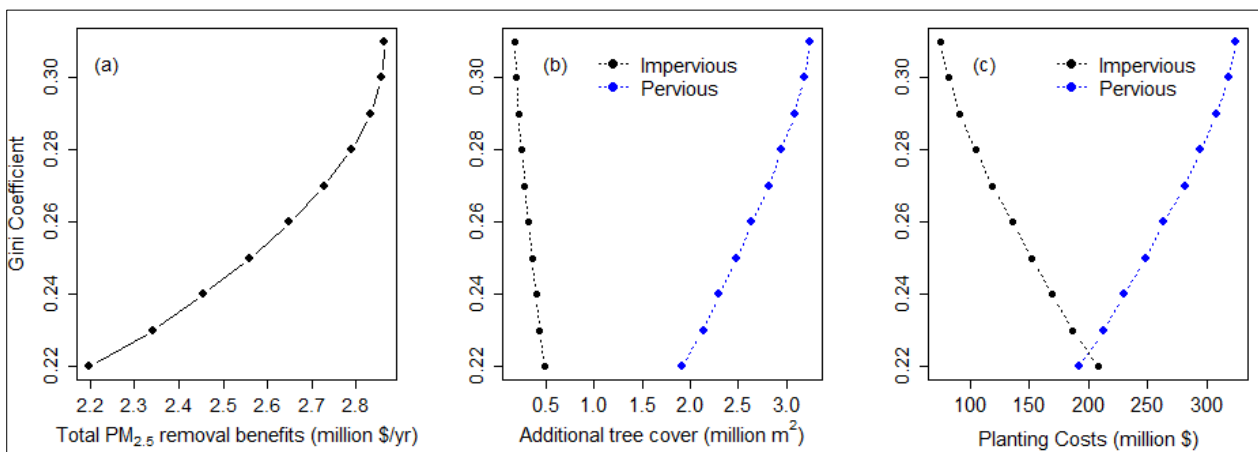 (a)
Gini Coefficient
0.30
0.28
0.26
0.24
0.22
2.2 2.3 2.4 2.5 2.6 2.7 2.8
Total PM2.5 removal benefits (million $/yr)
(b)
Impervious
Pervious
0.30
0.28
0.26
0.24
0.22
0.5 1.0 1.5 2.0 2.5 3.0
Additional tree cover (million m²)
(c)
Impervious
Pervious
0.30
0.28
0.26
0.24
0.22
100 150 200 250 300
Planting Costs (million $)